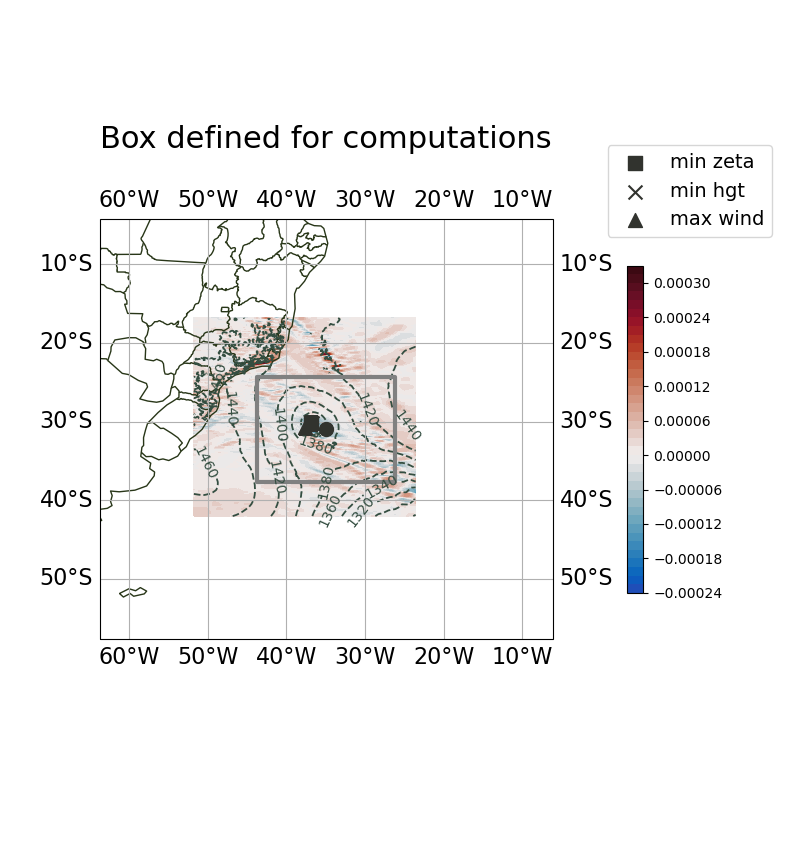 Box defined for computations
min zeta
min hgt
max wind
60°W 50°W 40°W 30°W 20°W 10°W
10°S 10°S
20°S 20°S
30°S 30°S
40°S 40°S
50°S 50°S
60°W 50°W 40°W 30°W 20°W 10°W
1440
1420
1440
1400
1380
1460
1420
1380
1340
1360
1320
0.00030
0.00024
0.00018
0.00012
0.00006
0.00000
−0.00006
−0.00012
−0.00018
−0.00024